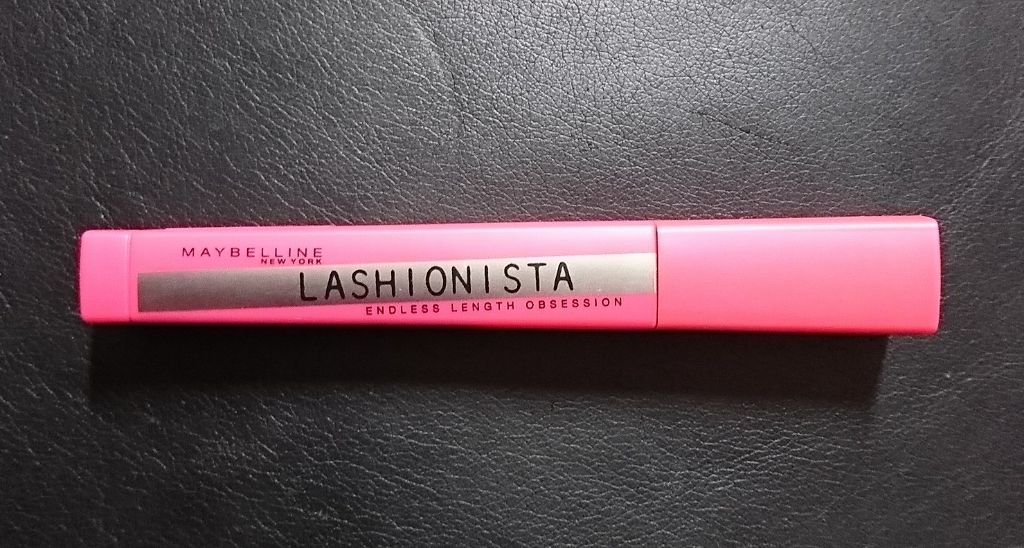 MAYBELLINE
NEW YORK
LASHIONISTA
ENDLESS LENGTH OBSESSION